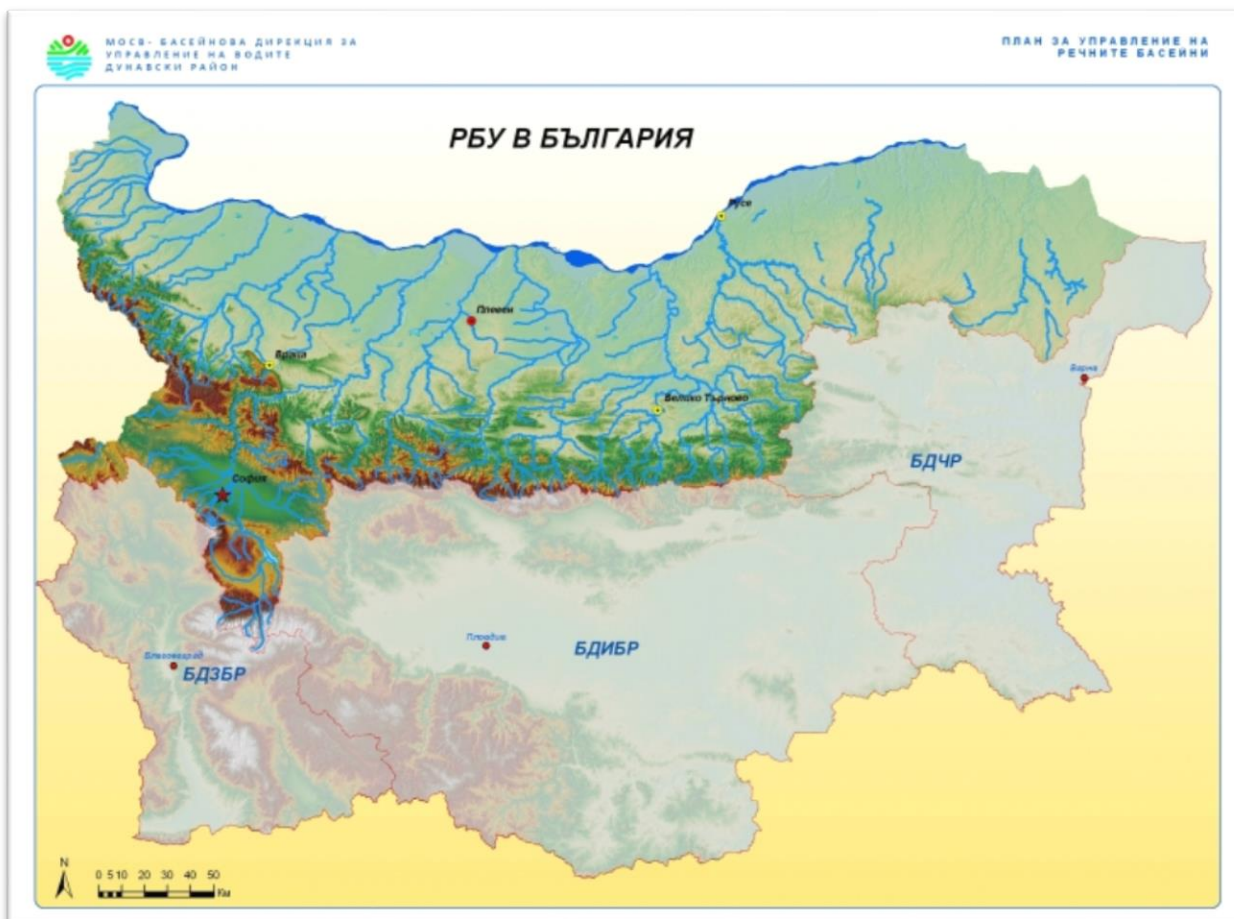 МОСВ- БАСЕЙНОВА ДИРЕКЦИЯ ЗА
УПРАВЛЕНИЕ НА ВОДИТЕ
ДУНАВСКИ РАЙОН
ПЛАН ЗА УПРАВЛЕНИЕ НА
РЕЧНИТЕ БАСЕЙНИ
РБУ В БЪЛГАРИЯ
Русе
Плевен
Враца
Варна
Велико Търново
БДЧР
София
Пловдив
БДИБР
Благоевград
БДЗБР
N
0 5 10 20 30 40 50
Км